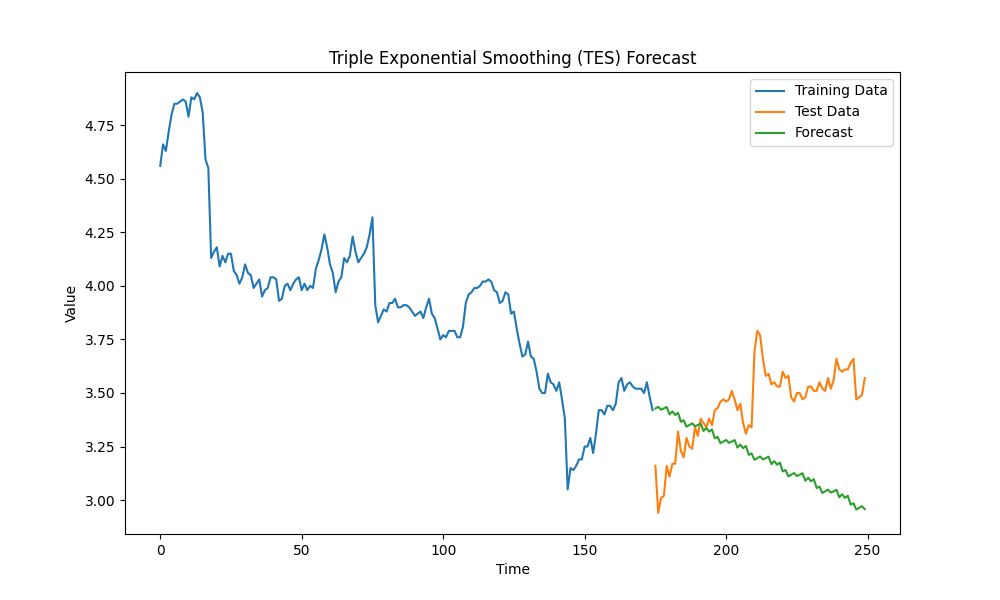 Triple Exponential Smoothing (TES) Forecast
Training Data
Test Data
Forecast
Value
4.75
4.50
4.25
4.00
3.75
3.50
3.25
3.00
0
50
100
150
200
250
Time